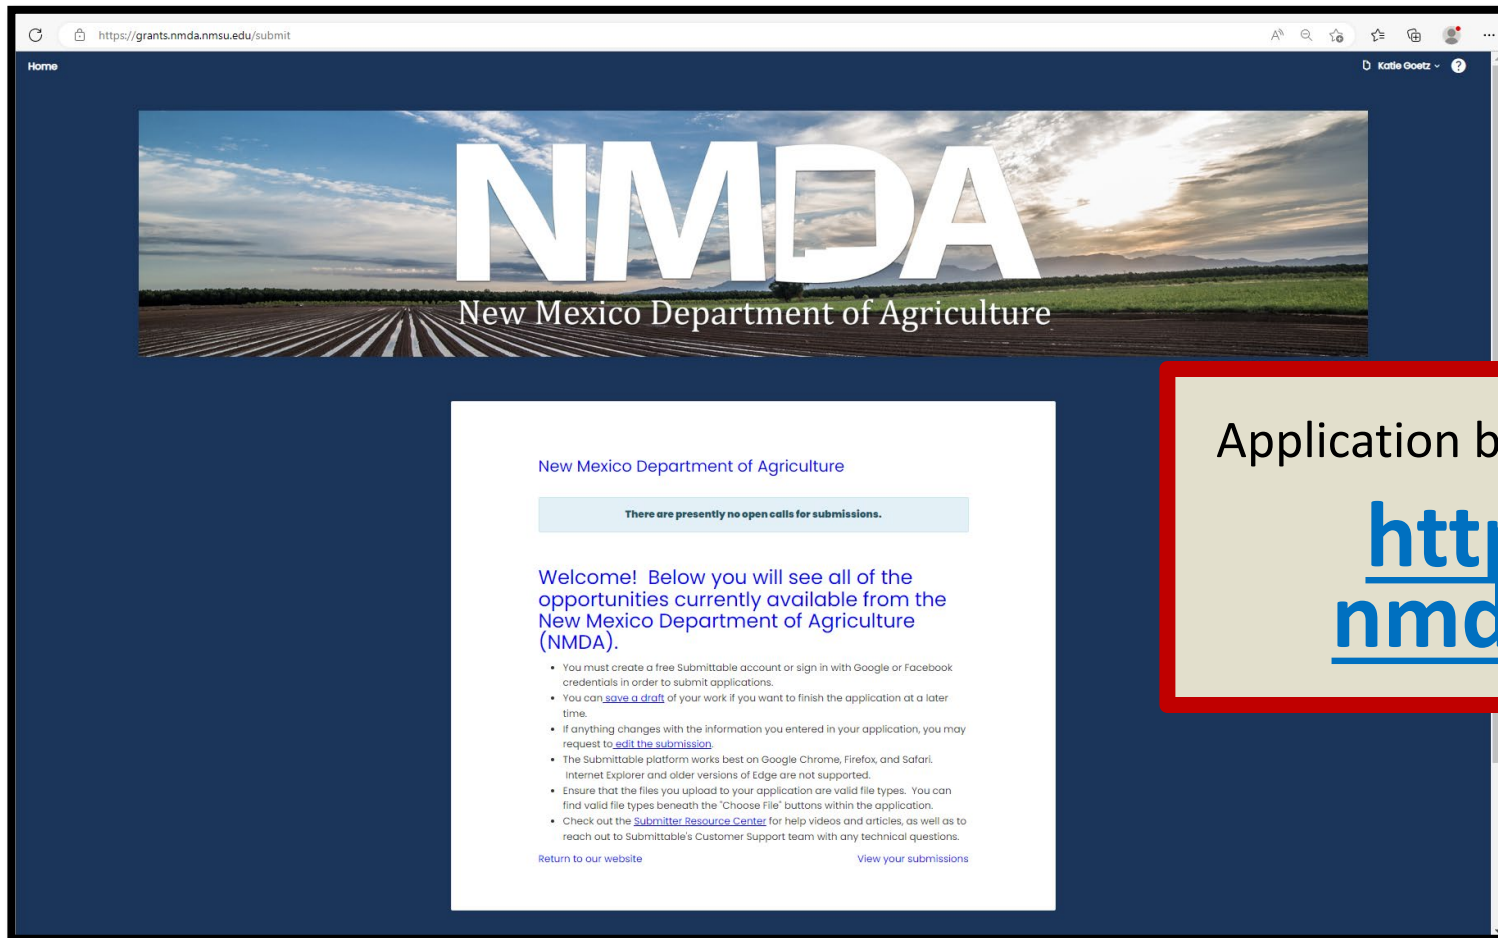 https://grants.nmda.nmsu.edu/submit
Home
Katie Goetz
?
NMDA
New Mexico Department of Agriculture
New Mexico Department of Agriculture
There are presently no open calls for submissions.
Welcome! Below you will see all of the
opportunities currently available from the
New Mexico Department of Agriculture
(NMDA).
• You must create a free Submittable account or sign in with Google or Facebook
credentials in order to submit applications.
• You can save a draft of your work if you want to finish the application at a later
time.
• If anything changes with the information you entered in your application, you may
request to edit the submission.
• The Submittable platform works best on Google Chrome, Firefox, and Safari.
Internet Explorer and older versions of Edge are not supported.
• Ensure that the files you upload to your application are valid file types. You can
find valid file types beneath the "Choose File" buttons within the application.
• Check out the Submitter Resource Center for help videos and articles, as well as to
reach out to Submittable's Customer Support team with any technical questions.
Return to our website
View your submissions
Application b
http
nmd